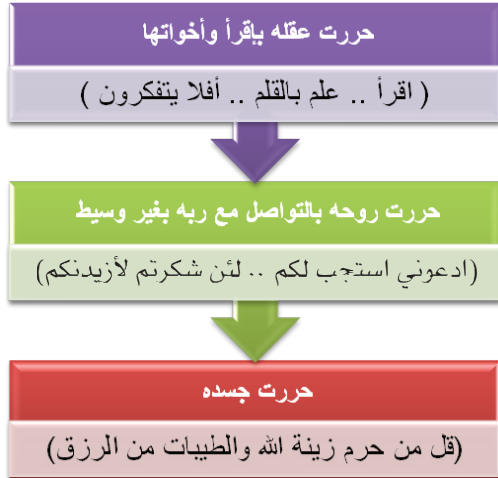 حررت عقله بإقرأ وأخواتها
( اقرأ .. علم بالقلم .. أفلا يتفكرون )
حررت روحه بالتواصل مع ربه بغير وسيط
(ادعوني استجب لكم .. لئن شكرتم لأزيدنكم)
حررت جسده
(قل من حرم زينة الله والطيبات من الرزق)